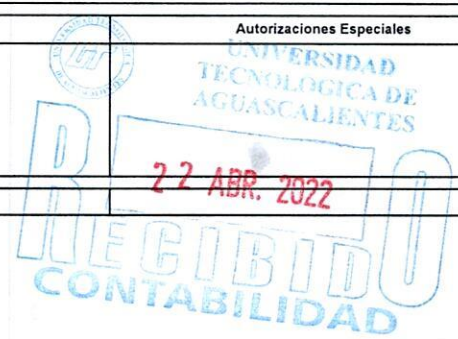 Autorizaciones Especiales
UNIVERSIDAD
TECNOLOGICA DE
AGUASCALIENTES
22 ABR. 2022
RECIBIDO
CONTABILIDAD